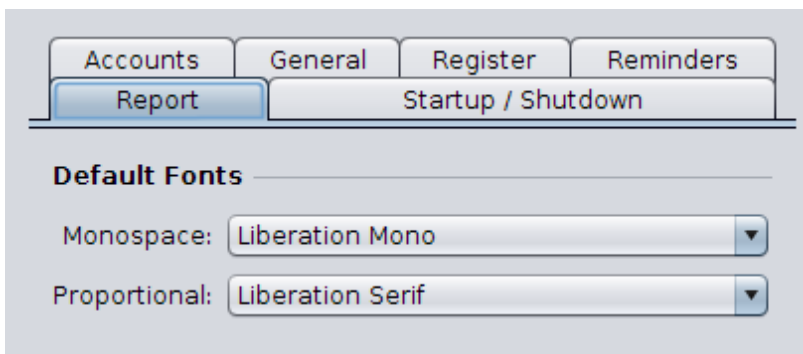 Accounts General Register Reminders
Report Startup / Shutdown
Default Fonts
Monospace: Liberation Mono
Proportional: Liberation Serif